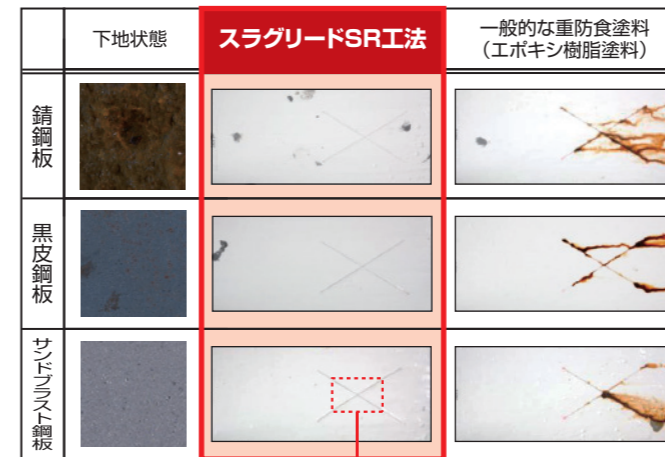 下地状態
スラグリードSR工法
一般的な重防食塗料
（エポキシ樹脂塗料）
錆鋼板
黒皮鋼板
サンドブラスト鋼板